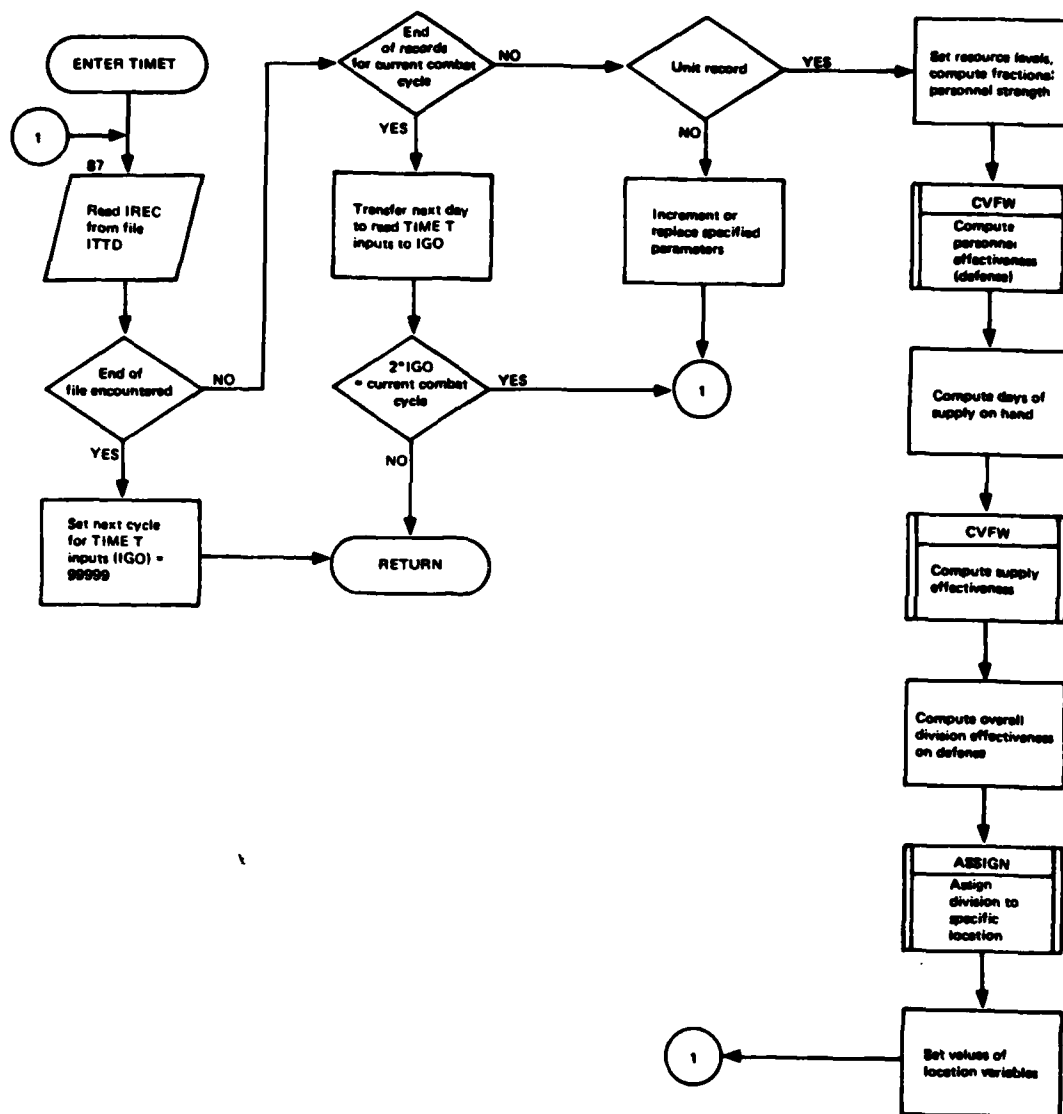 ENTER TIMET
1
87
Read IREC
from file
ITTD
End of
file encountered
NO
YES
Set next cycle
for TIME T
inputs (IGO) =
99999
End
of records
for current combat
cycle
NO
YES
Transfer next day
to read TIME T
inputs to IGO
2*IGO
= current combat
cycle
YES
NO
RETURN
Unit record
YES
NO
Increment or
replace specified
parameters
1
Set resource levels,
compute fractional
personnel strength
CVFW
Compute
personnel
effectiveness
(defense)
Compute days of
supply on hand
CVFW
Compute supply
effectiveness
Compute overall
division effectiveness
on defense
ASSIGN
Assign
division to
specific
location
Set values of
location variables
1